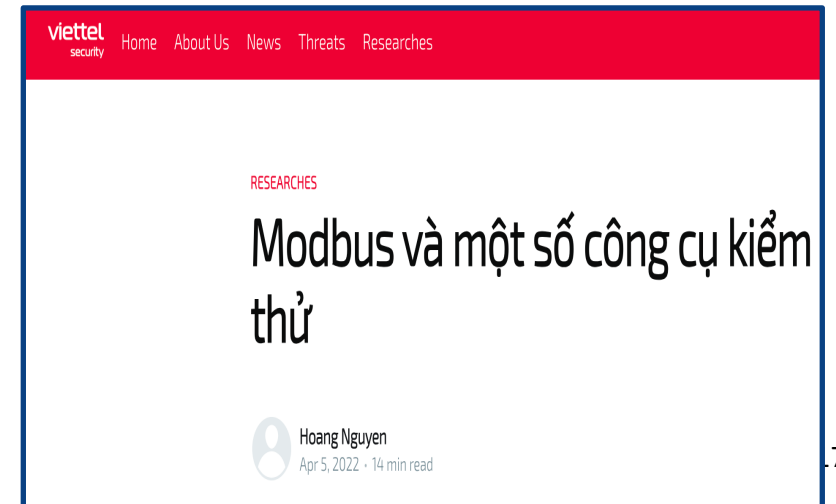 viettel
security
Home About Us News Threats Researches
RESEARCHES
Modbus và một số công cụ kiểm
thử
Hoang Nguyen
Apr 5, 2022 • 14 min read